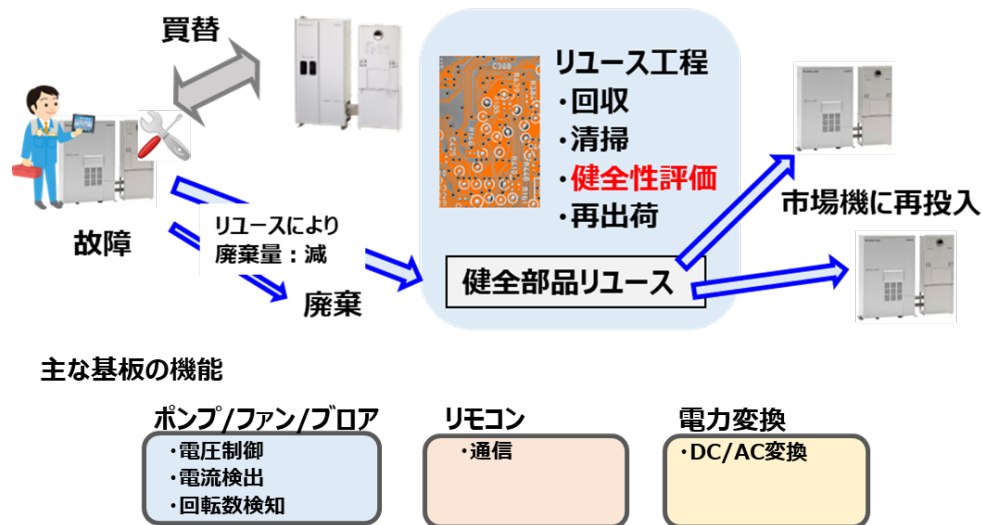 買替
リユース工程
・回収
・清掃
・健全性評価
・再出荷
市場機に再投入
故障
リユースにより
廃棄量：減
健全部品リユース
廃棄
主な基板の機能
ポンプ/ファン/ブロア
・電圧制御
・電流検出
・回転数検知
リモコン
・通信
電力変換
・DC/AC変換